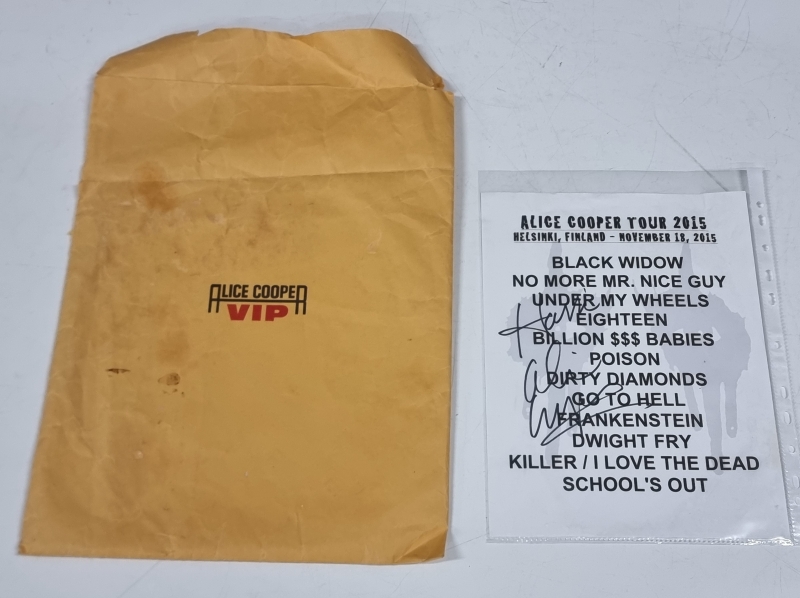 ALICE COOPER
VIP
ALICE COOPER TOUR 2015
HELSINKI, FINLAND - NOVEMBER 18, 2015
BLACK WIDOW
NO MORE MR. NICE GUY
UNDER MY WHEELS
EIGHTEEN
BILLION $$$ BABIES
POISON
DIRTY DIAMONDS
GO TO HELL
FRANKENSTEIN
DWIGHT FRY
KILLER / I LOVE THE DEAD
SCHOOL'S OUT
Alice
Cooper